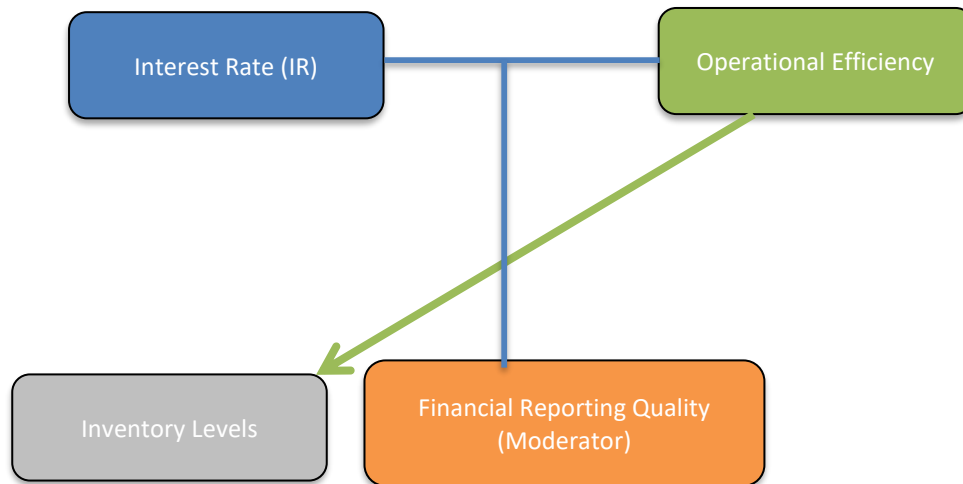 Interest Rate (IR)
Operational Efficiency
Inventory Levels
Financial Reporting Quality
(Moderator)